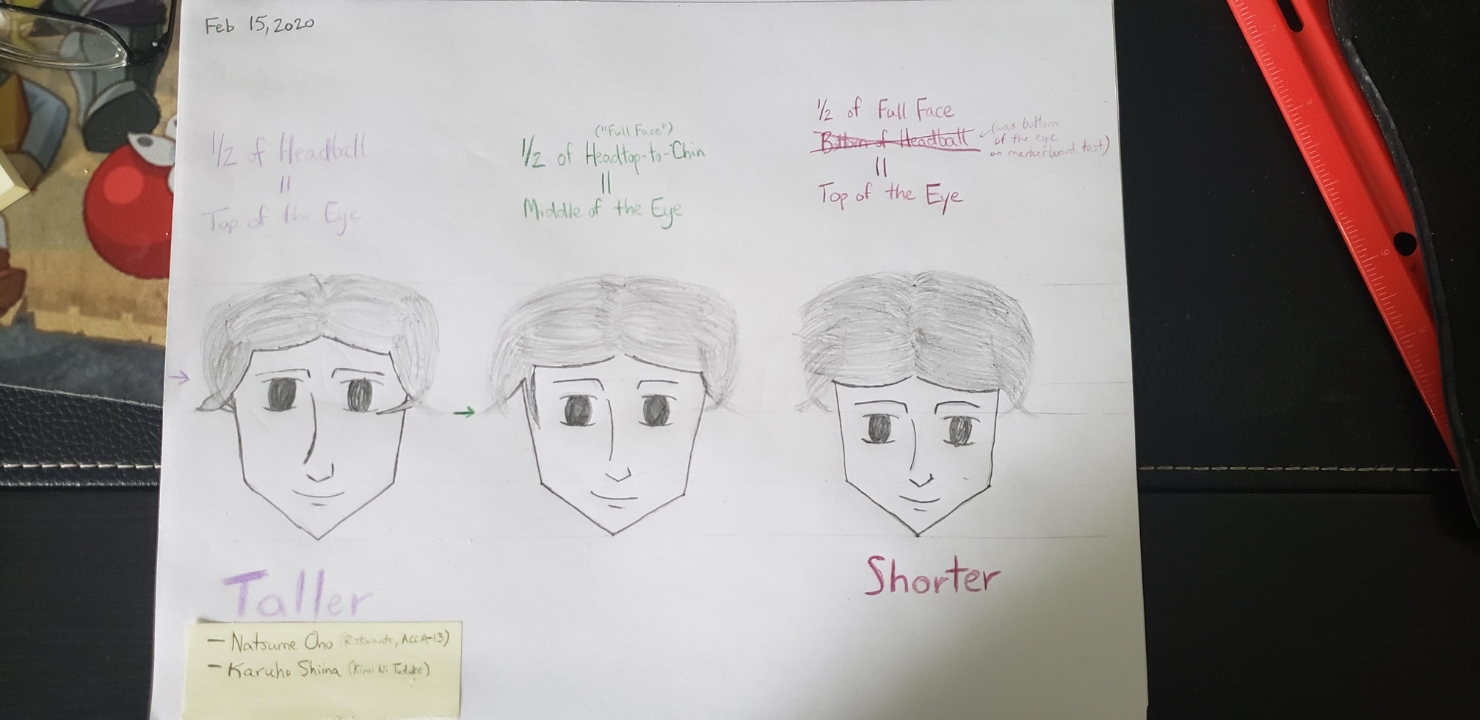 Feb 15, 2020
1/2 of Headball
=
Top of the Eye
("Full Face")
1/2 of Headtop-to-Chin
=
Middle of the Eye
1/2 of Full Face
Bottom of Headball
(was bottom
of the eye
on markerboard test)
=
Top of the Eye
Taller
Shorter
- Natsume Ono (Ristorante, ACCA-13)
- Karuho Shiina (Kimi Ni Todoke)